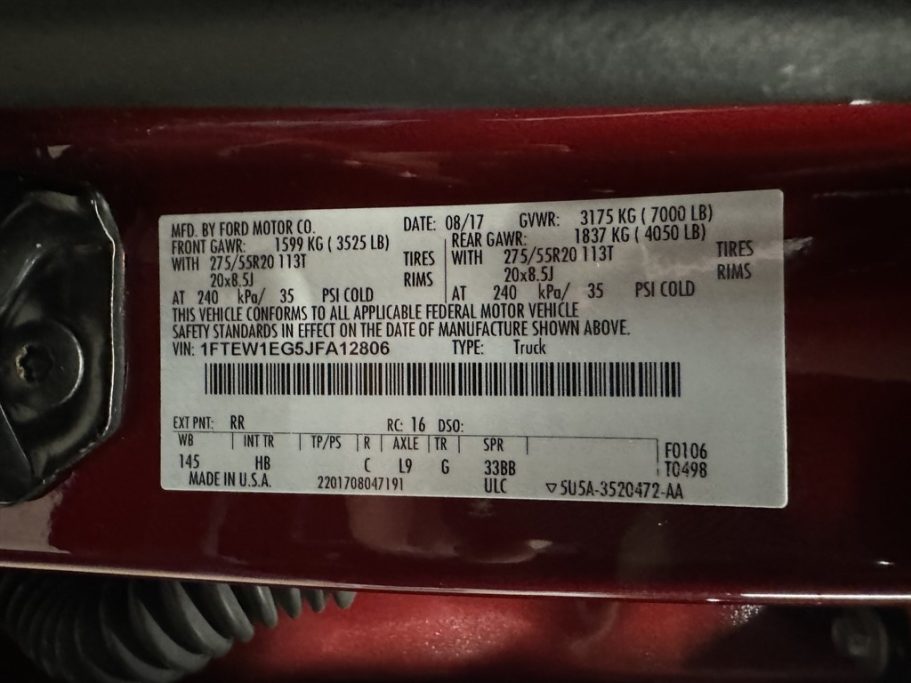 MFD. BY FORD MOTOR CO. DATE: 08/17 GVWR: 3175 KG ( 7000 LB)
FRONT GAWR: 1599 KG ( 3525 LB) REAR GAWR: 1837 KG ( 4050 LB)
WITH 275/55R20 113T TIRES WITH 275/55R20 113T TIRES
20x8.5J RIMS 20x8.5J RIMS
AT 240 kPa/ 35 PSI COLD AT 240 kPa/ 35 PSI COLD
THIS VEHICLE CONFORMS TO ALL APPLICABLE FEDERAL MOTOR VEHICLE
SAFETY STANDARDS IN EFFECT ON THE DATE OF MANUFACTURE SHOWN ABOVE.
VIN: 1FTEW1EG5JFA12806 TYPE: Truck
EXT PNT: RR RC: 16 DSO:
WB INT TR TP/PS R AXLE TR SPR F0106
145 HB C L9 G 33BB T0498
MADE IN U.S.A. 2201708047191 ULC ▽5U5A-3520472-AA